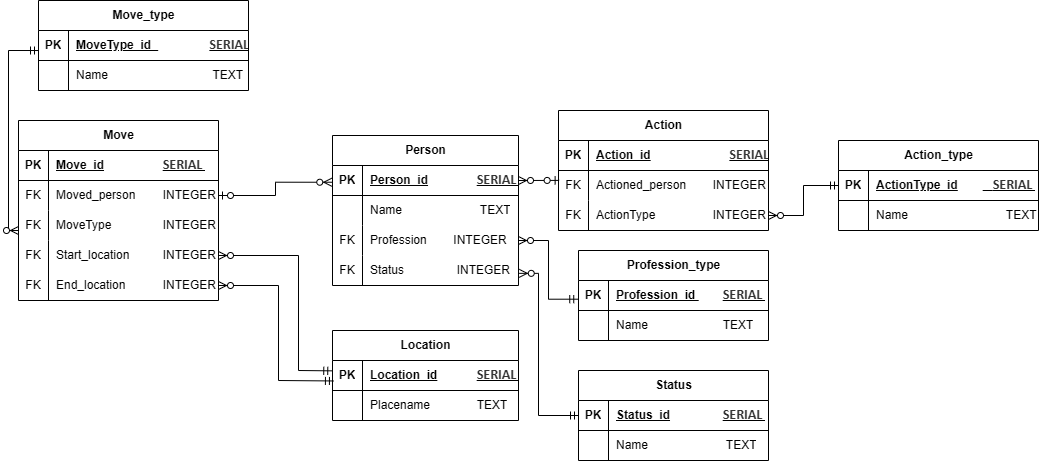 Move_type
PK MoveType_id SERIAL
Name TEXT
Move
PK Move_id SERIAL
FK Moved_person INTEGER
FK MoveType INTEGER
FK Start_location INTEGER
FK End_location INTEGER
Person
PK Person_id SERIAL
Name TEXT
FK Profession INTEGER
FK Status INTEGER
Location
PK Location_id SERIAL
Placename TEXT
Action
PK Action_id SERIAL
FK Actioned_person INTEGER
FK ActionType INTEGER
Action_type
PK ActionType_id SERIAL
Name TEXT
Profession_type
PK Profession_id SERIAL
Name TEXT
Status
PK Status_id SERIAL
Name TEXT